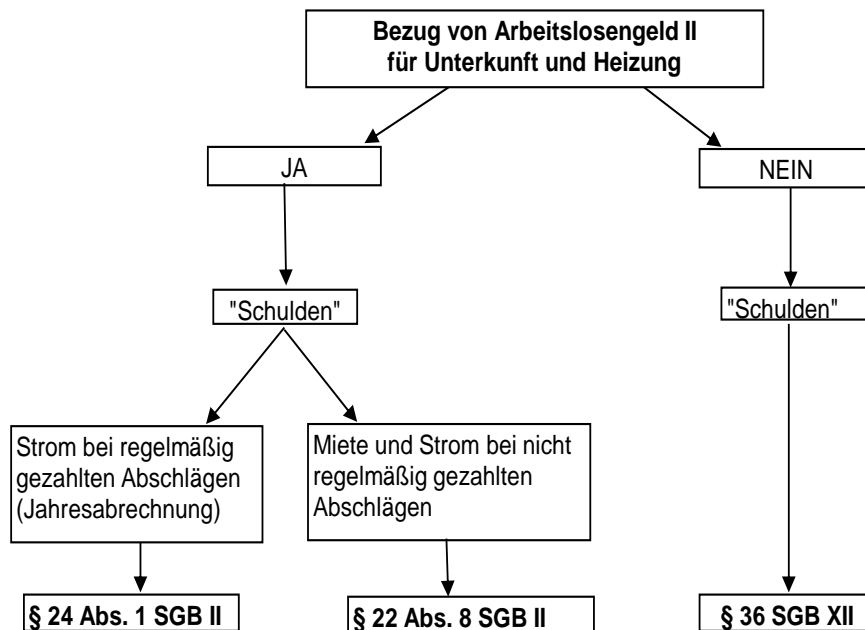 Bezug von Arbeitslosengeld II
für Unterkunft und Heizung
JA
NEIN
"Schulden"
"Schulden"
Strom bei regelmäßig
gezahlten Abschlägen
(Jahresabrechnung)
Miete und Strom bei nicht
regelmäßig gezahlten
Abschlägen
§ 24 Abs. 1 SGB II
§ 22 Abs. 8 SGB II
§ 36 SGB XII